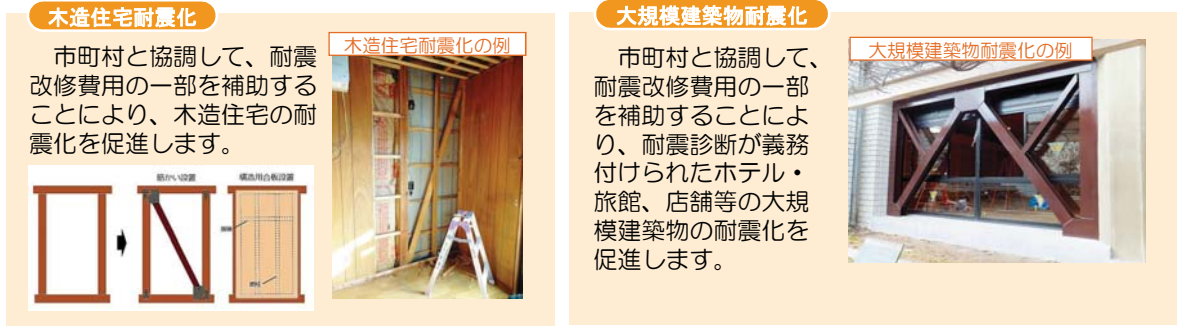 木造住宅耐震化
市町村と協調して、耐震
改修費用の一部を補助する
ことにより、木造住宅の耐
震化を促進します。
木造住宅耐震化の例
筋かい設置
構造用合板設置
大規模建築物耐震化
市町村と協調して、
耐震改修費用の一部
を補助することによ
り、耐震診断が義務
付けられたホテル・
旅館、店舗等の大規
模建築物の耐震化を
促進します。
大規模建築物耐震化の例